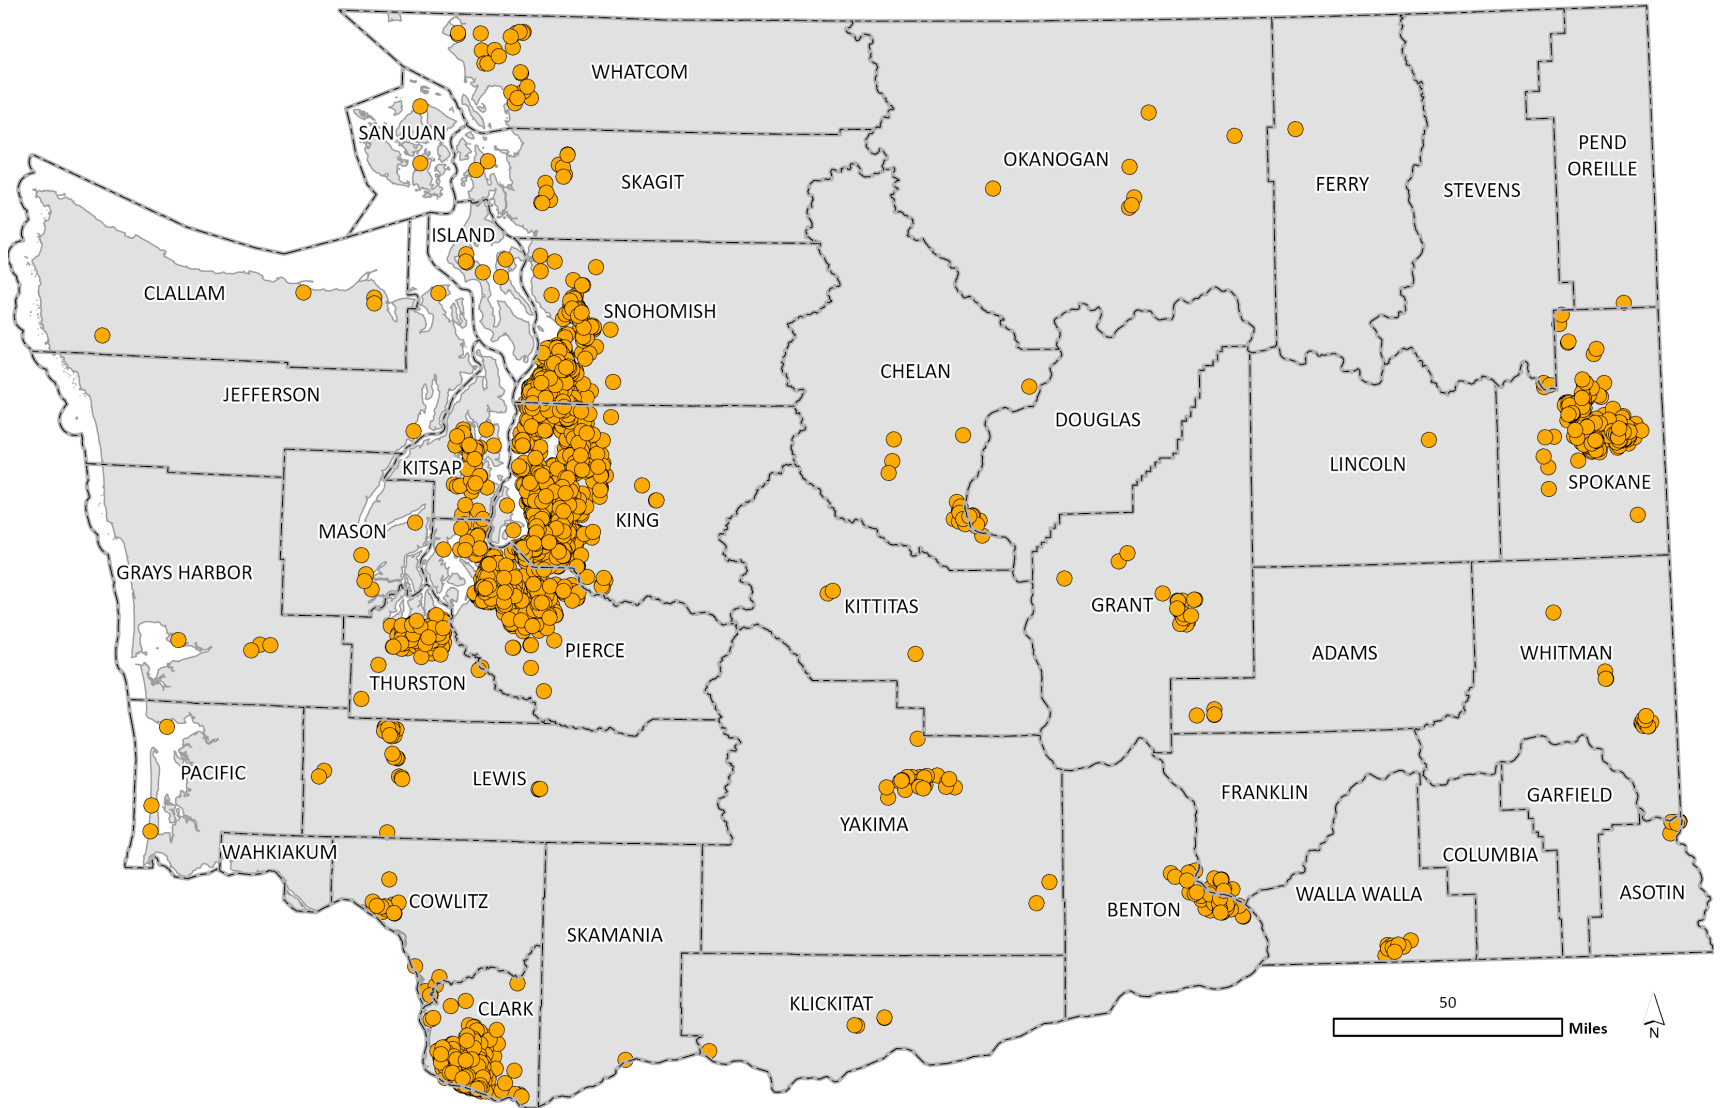 WHATCOM
SAN JUAN
SKAGIT
OKANOGAN
FERRY
STEVENS
PEND
OREILLE
ISLAND
CLALLAM
SNOHOMISH
JEFFERSON
CHELAN
DOUGLAS
KITSAP
LINCOLN
SPOKANE
MASON
KING
GRAYS HARBOR
KITTITAS
GRANT
PIERCE
ADAMS
WHITMAN
THURSTON
PACIFIC
LEWIS
YAKIMA
FRANKLIN
GARFIELD
WAHKIAKUM
COLUMBIA
COWLITZ
SKAMANIA
BENTON
WALLA WALLA
ASOTIN
CLARK
KLICKITAT
50
Miles
N